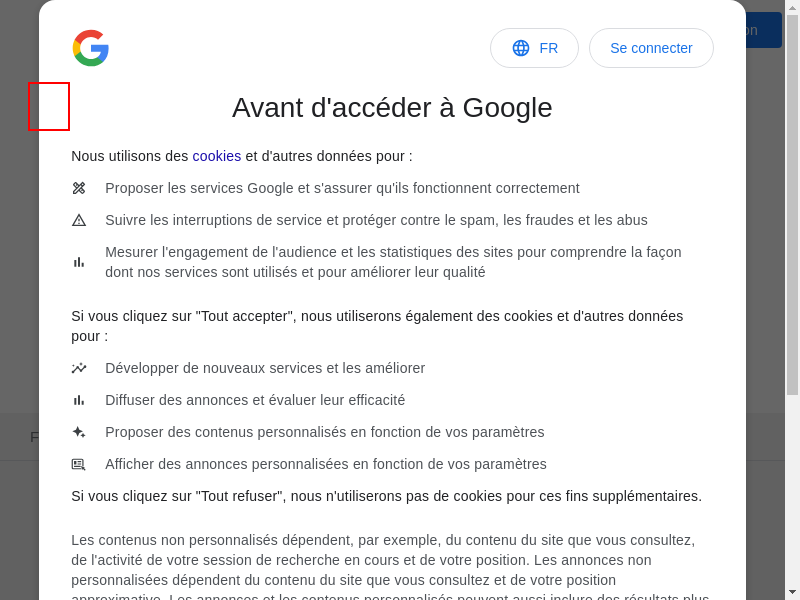 FR
Se connecter
Avant d'accéder à Google
Nous utilisons des cookies et d'autres données pour :
Proposer les services Google et s'assurer qu'ils fonctionnent correctement
Suivre les interruptions de service et protéger contre le spam, les fraudes et les abus
Mesurer l'engagement de l'audience et les statistiques des sites pour comprendre la façon
dont nos services sont utilisés et pour améliorer leur qualité
Si vous cliquez sur "Tout accepter", nous utiliserons également des cookies et d'autres données
pour :
Développer de nouveaux services et les améliorer
Diffuser des annonces et évaluer leur efficacité
Proposer des contenus personnalisés en fonction de vos paramètres
Afficher des annonces personnalisées en fonction de vos paramètres
Si vous cliquez sur "Tout refuser", nous n'utiliserons pas de cookies pour ces fins supplémentaires.
Les contenus non personnalisés dépendent, par exemple, du contenu du site que vous consultez,
de l'activité de votre session de recherche en cours et de votre position. Les annonces non
personnalisées dépendent du contenu du site que vous consultez et de votre position
approximative. Les annonces et les contenus personnalisés peuvent aussi inclure des résultats plus